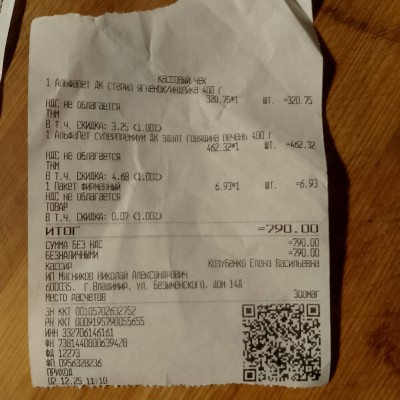 кассовый чек
1 АльфаПет ДК стерил ягненок/индейка 400 г
320.75*1 шт. =320.75
НДС не облагается
ТНМ
В т.ч. скидка: 3.25 (1.00%)
1 АльфаПет суперпремиум ДК эдалт говядина печень 400 г
462.32*1 шт. =462.32
НДС не облагается
ТНМ
В т.ч. скидка: 4.68 (1.00%)
1 Пакет фирменный 6.93*1 шт. =6.93
НДС не облагается
ТОВАР
В т.ч. скидка: 0.07 (1.00%)
ИТОГ =790.00
СУММА БЕЗ НДС =790.00
БЕЗНАЛИЧНЫМИ =790.00
кассир Козубенко Елена Васильевна
ИП Мясников Николай Александрович
600035, г.Владимир, ул. Безыменского, дом 14А
Место расчетов Зоомаг
ЗН ККТ 00105702632752
РН ККТ 0009195790055655
ИНН 332706146161
ФН 7381440800639428
ФД 12273
ФП 0956328236
ПРИХОД
02.12.25 11:10